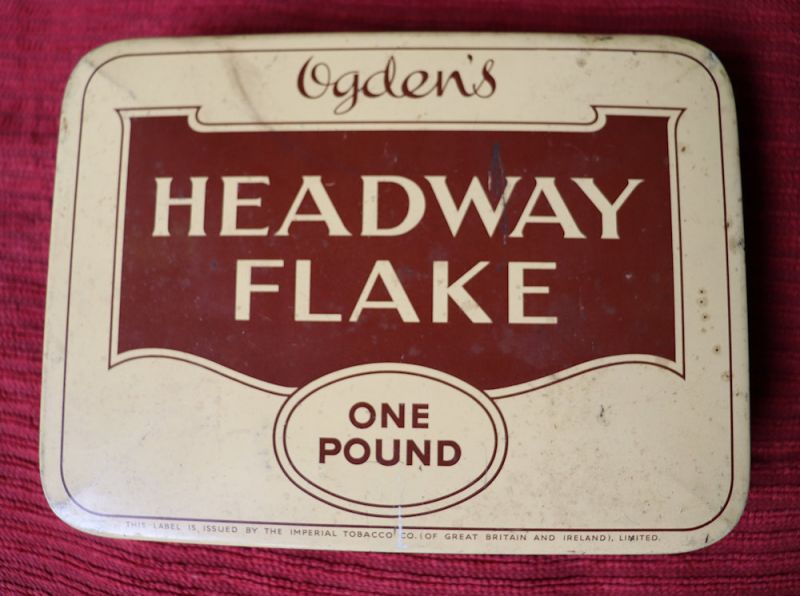 Ogden's
HEADWAY
FLAKE
ONE
POUND
THIS LABEL IS ISSUED BY THE IMPERIAL TOBACCO CO. (OF GREAT BRITAIN AND IRELAND), LIMITED.